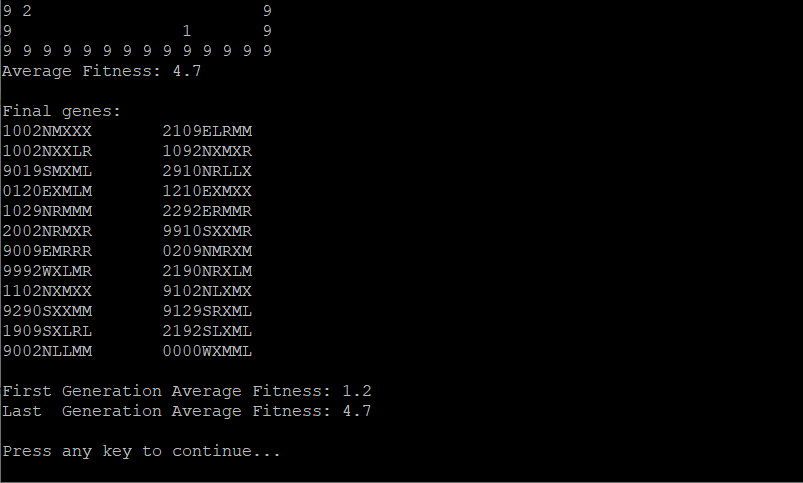 9 2                       9
9                 1       9
9 9 9 9 9 9 9 9 9 9 9 9 9 9
Average Fitness: 4.7

Final genes:
1002NMXXX       2109ELRMM
1002NXXLR       1092NXMXR
9019SMXML       2910NRLLX
0120EXMLM       1210EXMXX
1029NRMMM       2292ERMMR
2002NRMXR       9910SXXMR
9009EMRRR       0209NMRXM
9992WXLMR       2190NRXLM
1102NXMXX       9102NLXMX
9290SXXMM       9129SRXML
1909SXLRL       2192SLXML
9002NLLMM       0000WXMML

First Generation Average Fitness: 1.2
Last  Generation Average Fitness: 4.7

Press any key to continue...